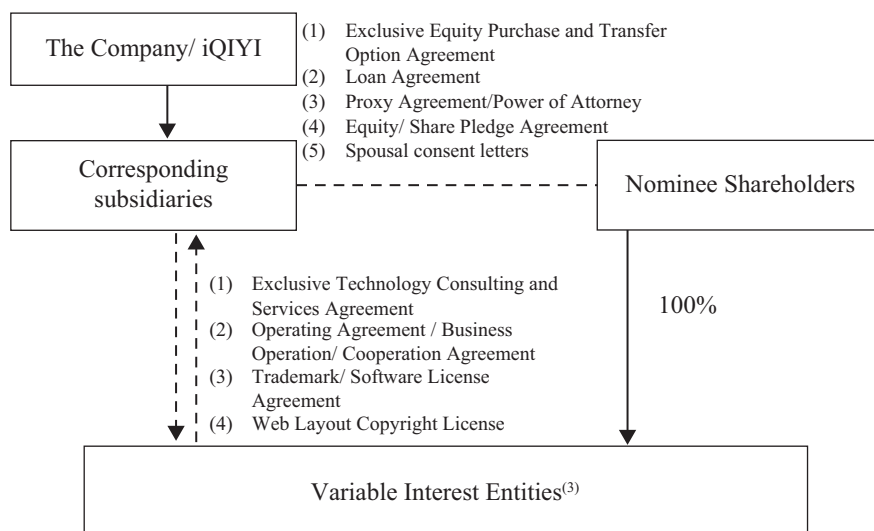 The Company/ iQIYI
(1) Exclusive Equity Purchase and Transfer
Option Agreement
(2) Loan Agreement
(3) Proxy Agreement/Power of Attorney
(4) Equity/ Share Pledge Agreement
(5) Spousal consent letters
Corresponding
subsidiaries
Nominee Shareholders
(1) Exclusive Technology Consulting and
Services Agreement
(2) Operating Agreement / Business
Operation/ Cooperation Agreement
(3) Trademark/ Software License
Agreement
(4) Web Layout Copyright License
100%
Variable Interest Entities(3)